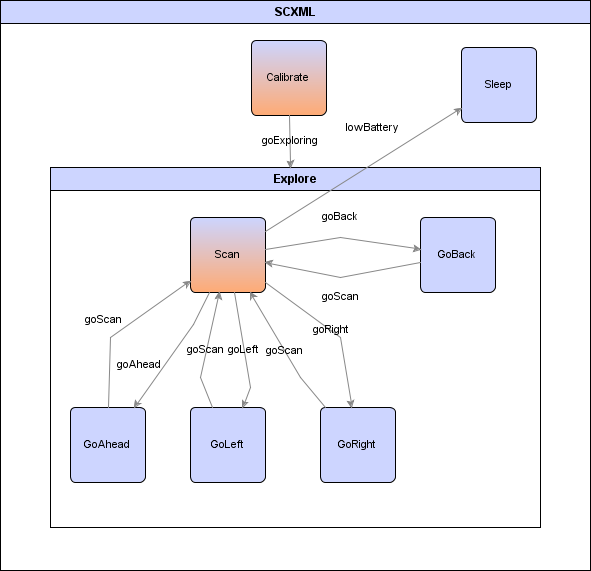 SCXML
Calibrate
Sleep
lowBattery
goExploring
Explore
goBack
Scan
GoBack
goScan
goScan
goRight
goScan
goLeft
goScan
goAhead
GoAhead
GoLeft
GoRight